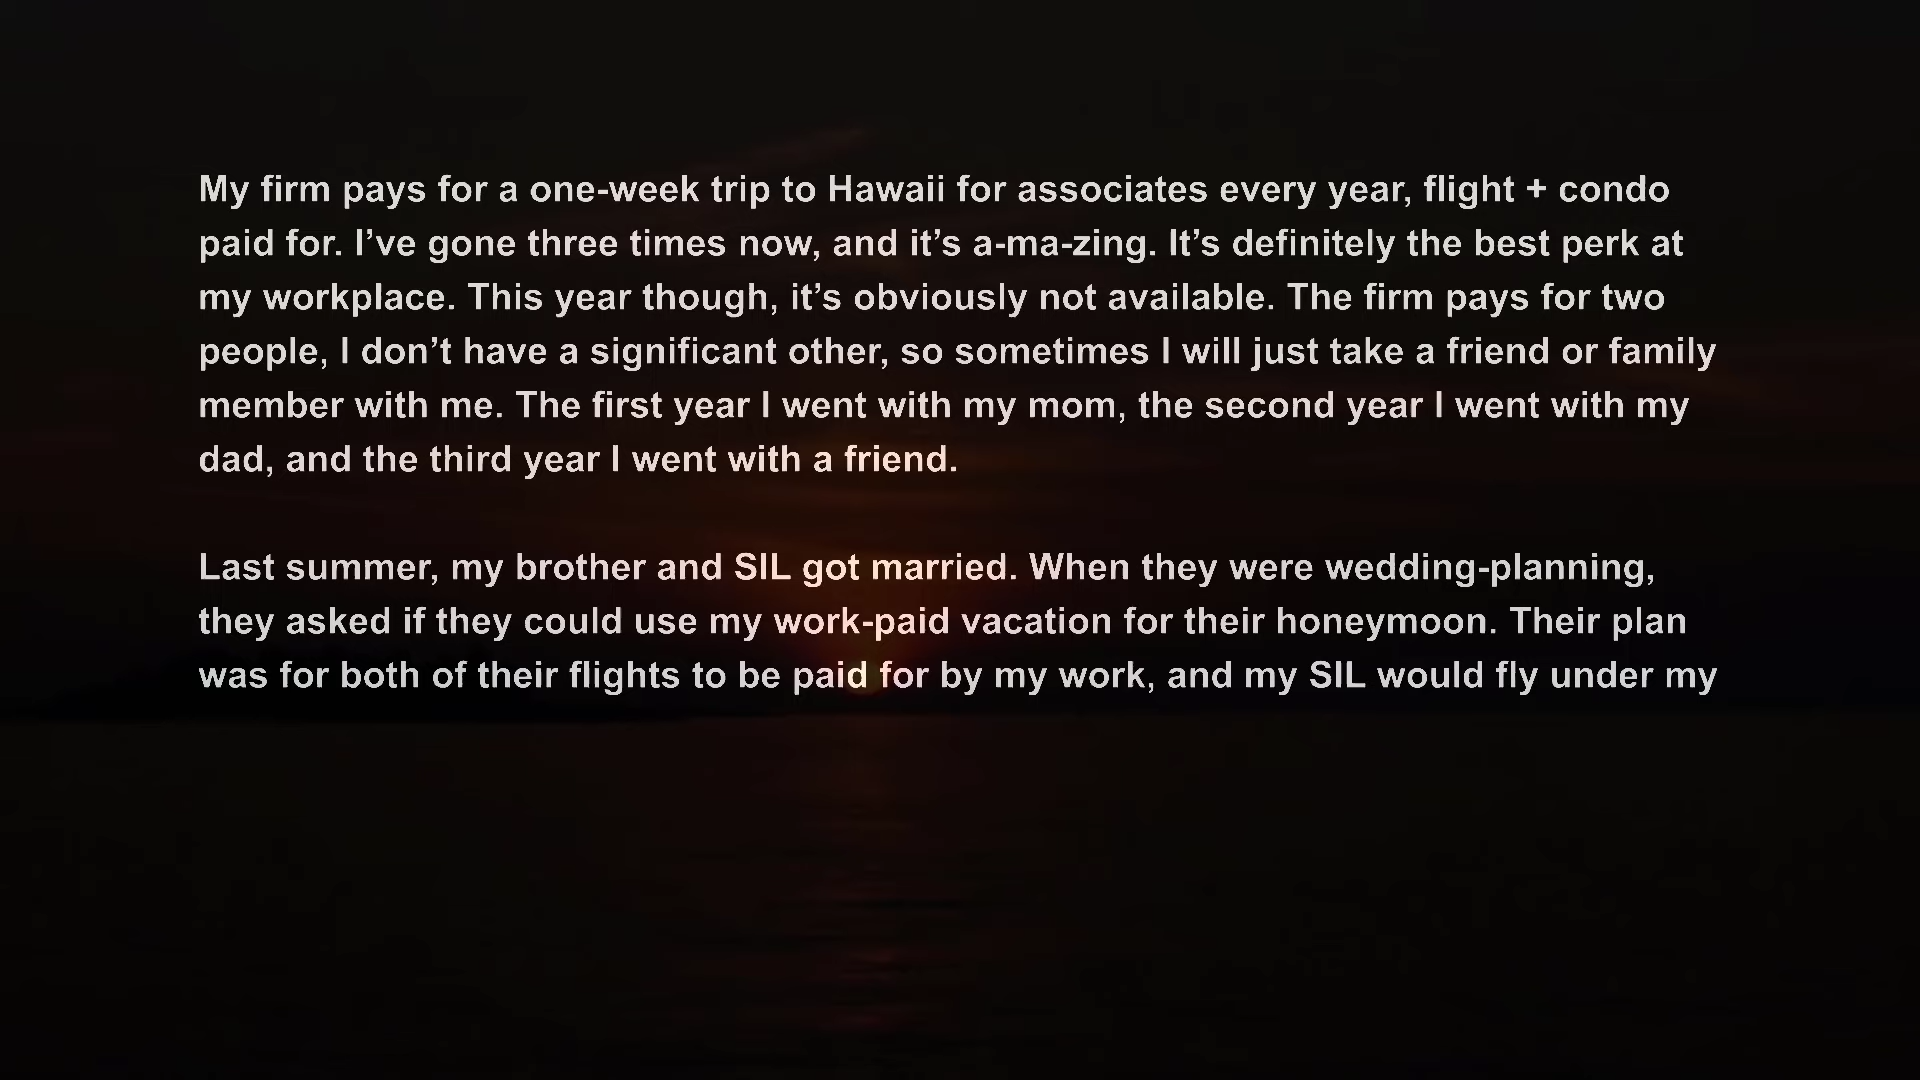 My firm pays for a one-week trip to Hawaii for associates every year, flight + condo
paid for. I’ve gone three times now, and it’s a-ma-zing. It’s definitely the best perk at
my workplace. This year though, it’s obviously not available. The firm pays for two
people, I don’t have a significant other, so sometimes I will just take a friend or family
member with me. The first year I went with my mom, the second year I went with my
dad, and the third year I went with a friend.
Last summer, my brother and SIL got married. When they were wedding-planning,
they asked if they could use my work-paid vacation for their honeymoon. Their plan
was for both of their flights to be paid for by my work, and my SIL would fly under my